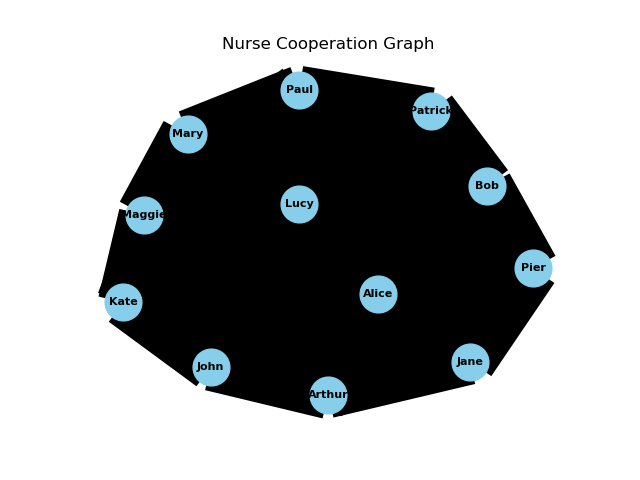 Nurse Cooperation Graph
Paul
Patrick
Mary
Bob
Lucy
Maggie
Pier
Alice
Kate
Jane
John
Arthur